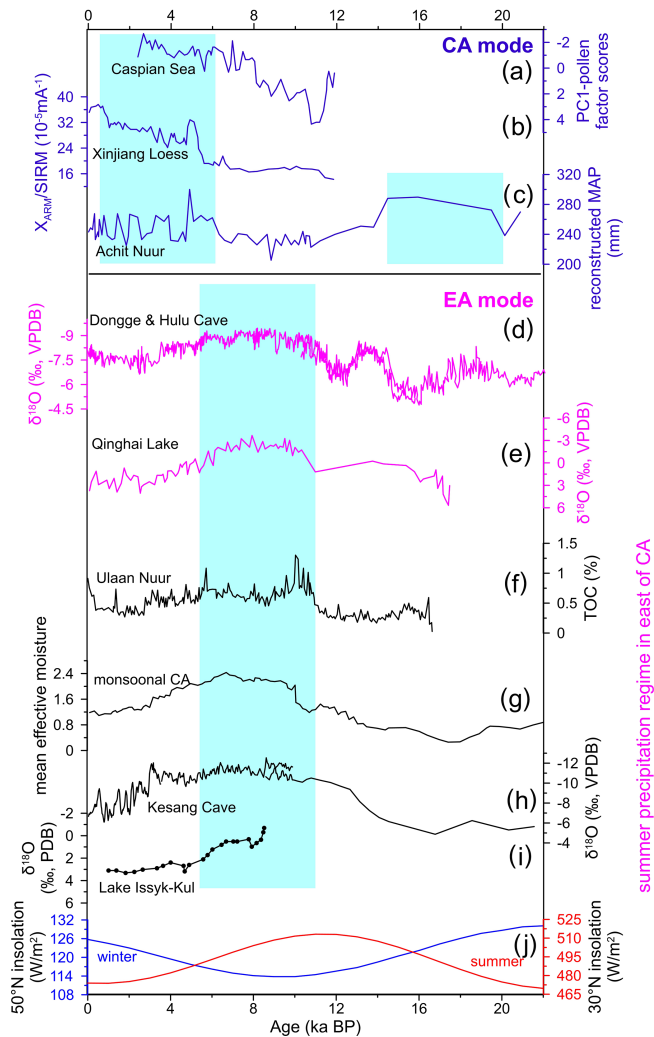 0 4 8 12 16 20
CA mode
-2
0
2
4
PC1-pollen
factor scores
Caspian Sea
(a)
40
32
24
16
X_ARM/SIRM (10⁻⁵mA⁻¹)
Xinjiang Loess
(b)
320
280
240
200
reconstructed MAP
(mm)
Achit Nuur
(c)
EA mode
Dongge & Hulu Cave
(d)
-9
-7.5
-6
-4.5
δ¹⁸O (‰, VPDB)
Qinghai Lake
(e)
-6
-3
0
3
6
δ¹⁸O (‰, VPDB)
Ulaan Nuur
(f)
1.5
1
0.5
0
TOC (%)
monsoonal CA
(g)
2.4
1.6
0.8
0
mean effective moisture
-2
Kesang Cave
(h)
-12
-10
-8
-6
-4
δ¹⁸O (‰, VPDB)
0
2
4
6
δ¹⁸O
(‰, PDB)
Lake Issyk-Kul
(i)
summer precipitation regime in east of CA
132
126
120
114
108
50°N insolation
(W/m²)
winter
summer
(j)
525
510
495
480
465
30°N insolation
(W/m²)
0 4 8 12 16 20
Age (ka BP)